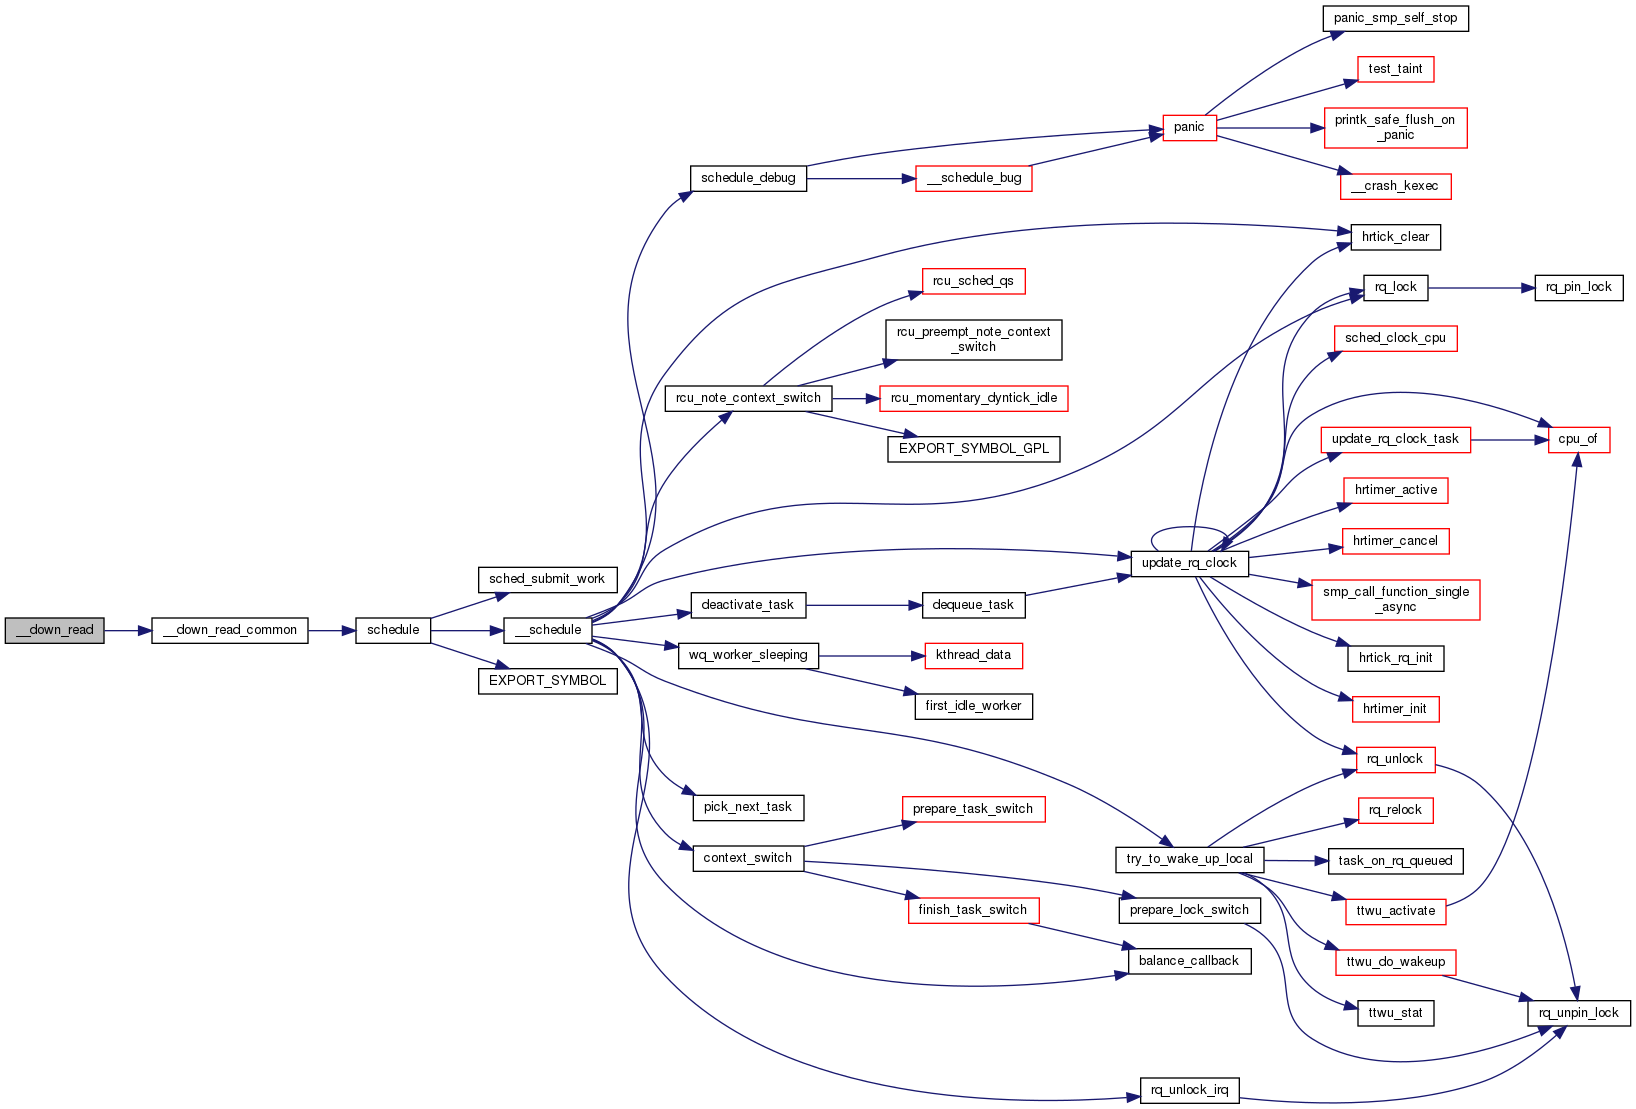 panic_smp_self_stop
test_taint
printk_safe_flush_on
_panic
panic
__crash_kexec
schedule_debug
__schedule_bug
hrtick_clear
rcu_sched_qs
rq_lock
rq_pin_lock
rcu_preempt_note_context
_switch
sched_clock_cpu
rcu_note_context_switch
rcu_momentary_dyntick_idle
EXPORT_SYMBOL_GPL
update_rq_clock_task
cpu_of
hrtimer_active
hrtimer_cancel
update_rq_clock
sched_submit_work
smp_call_function_single
_async
deactivate_task
dequeue_task
__down_read
__down_read_common
schedule
__schedule
wq_worker_sleeping
kthread_data
hrtick_rq_init
EXPORT_SYMBOL
first_idle_worker
hrtimer_init
rq_unlock
pick_next_task
prepare_task_switch
rq_relock
context_switch
try_to_wake_up_local
task_on_rq_queued
finish_task_switch
prepare_lock_switch
ttwu_activate
balance_callback
ttwu_do_wakeup
ttwu_stat
rq_unpin_lock
rq_unlock_irq